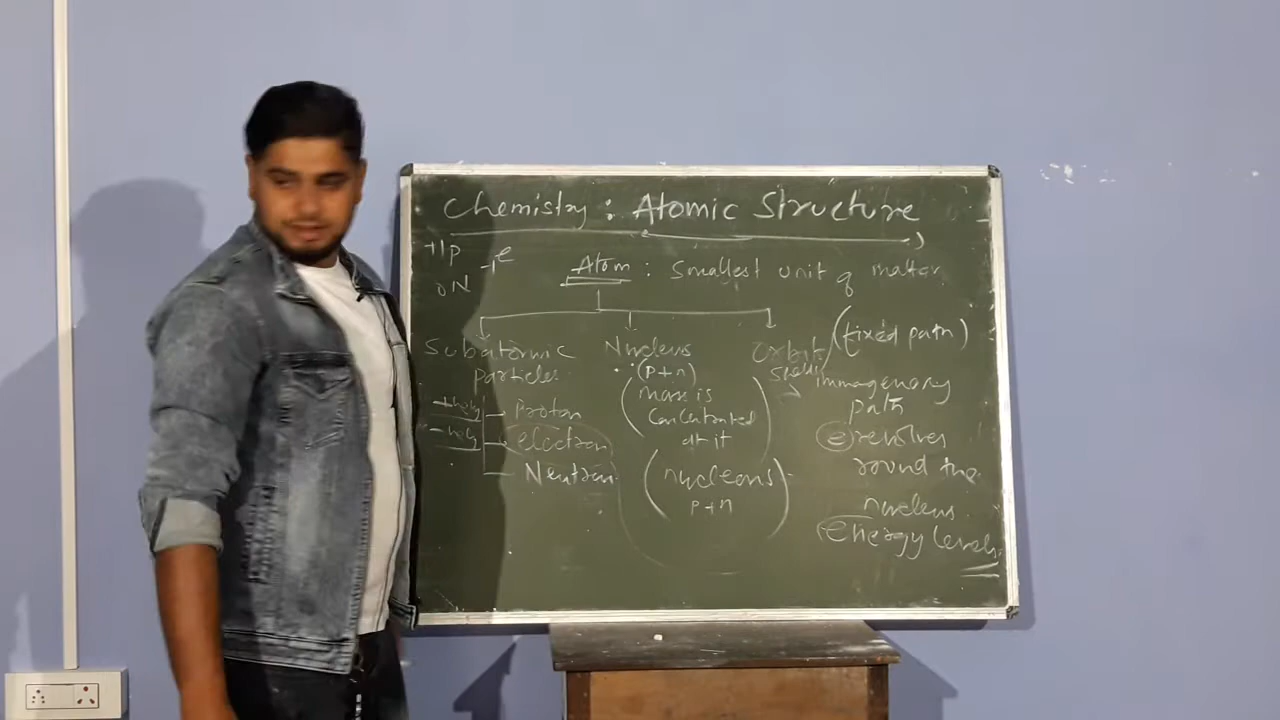 Chemistry: Atomic Structure
+1p
-1e
0N
Atom: Smallest unit of matter
Subatomic
particles
Proton
electron
Neutron
Nucleus
(p+n)
(mass is
concentrated
at it)
(nucleons)
p+n
Orbits/
Shells
(fixed path)
immagenary
path
e revolves
round the
nucleus
energy levels